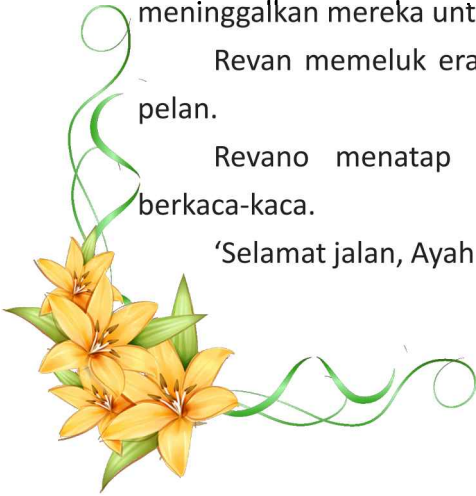 meninggalkan mereka unt
Revan memeluk era
pelan.
Revano menatap
berkaca-kaca.
‘Selamat jalan, Ayah